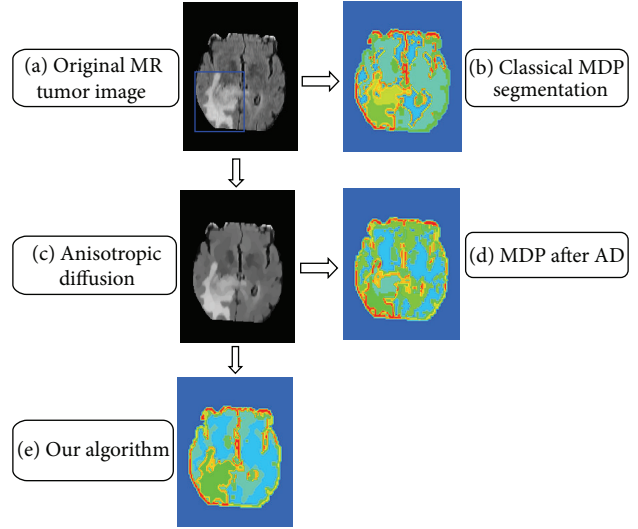 (a) Original MR
tumor image
(b) Classical MDP
segmentation
(c) Anisotropic
diffusion
(d) MDP after AD
(e) Our algorithm